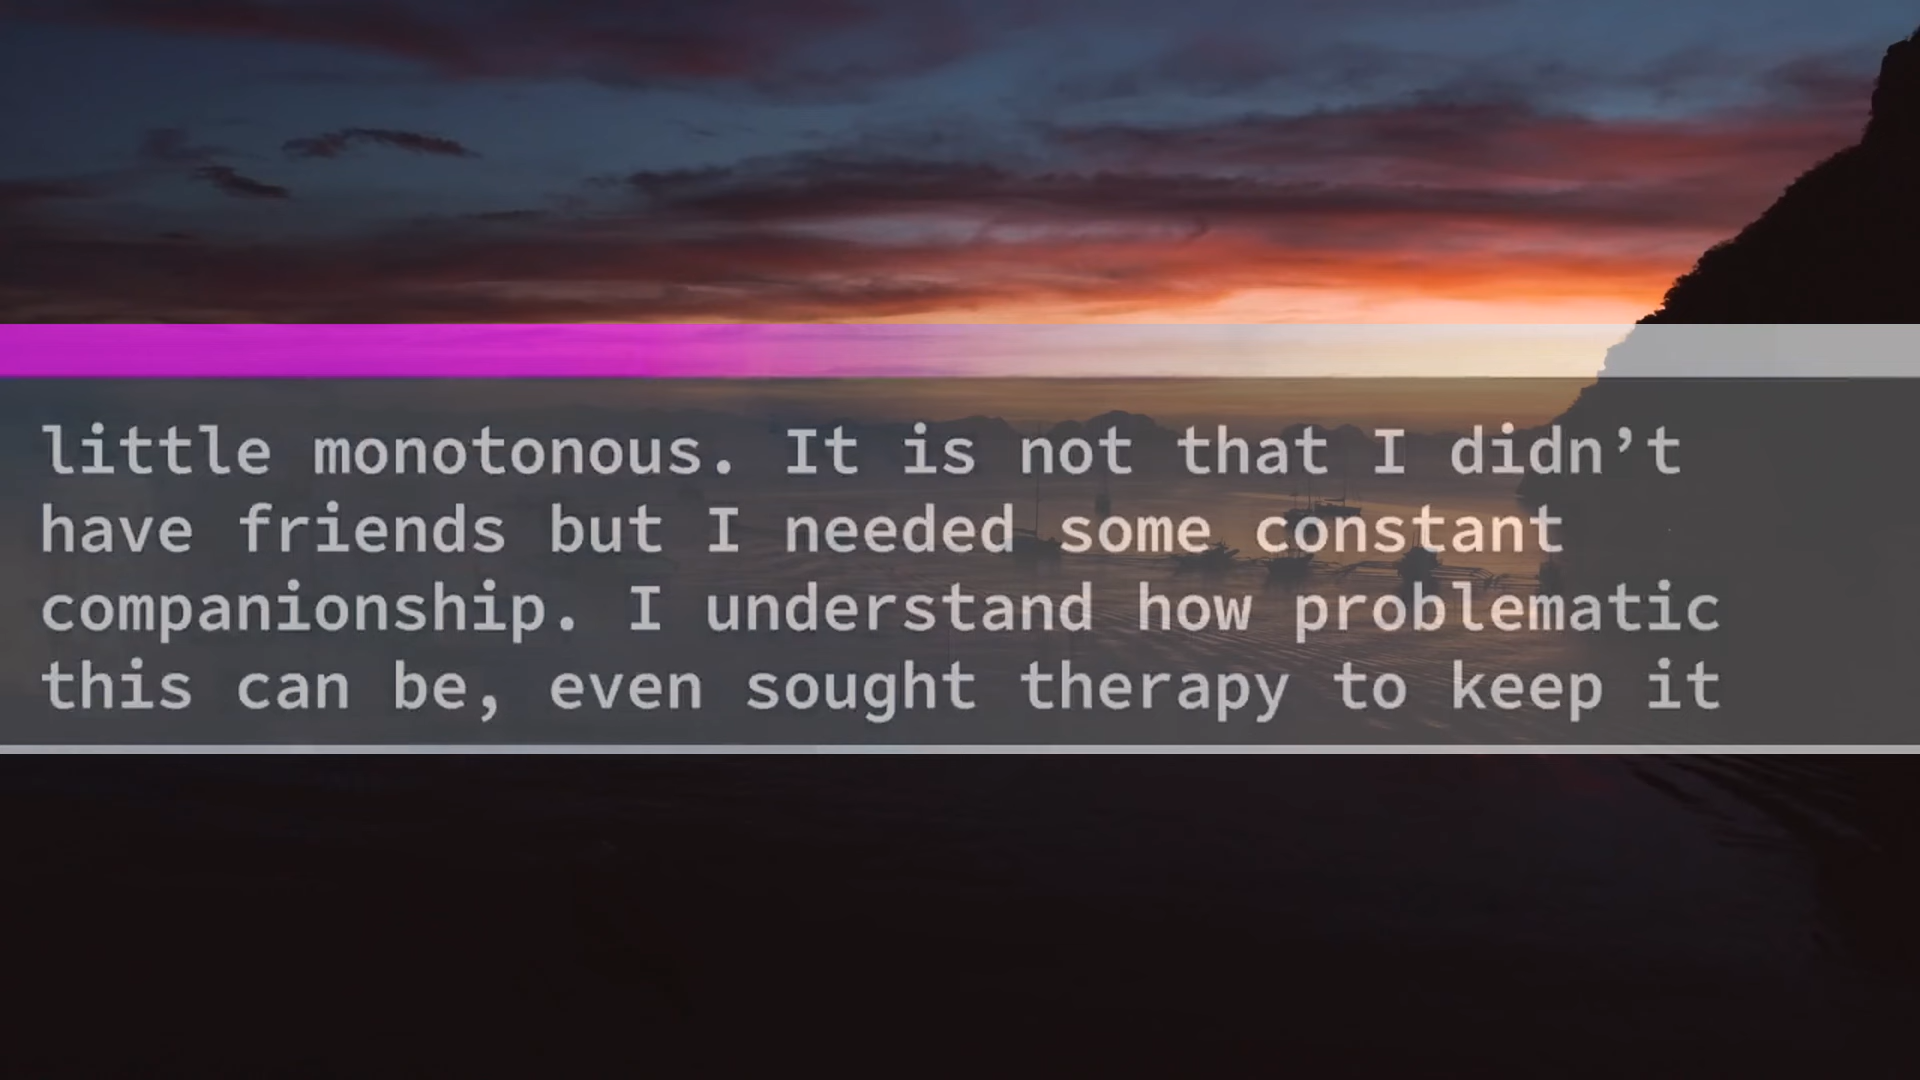 little monotonous. It is not that I didn’t
have friends but I needed some constant
companionship. I understand how problematic
this can be, even sought therapy to keep it